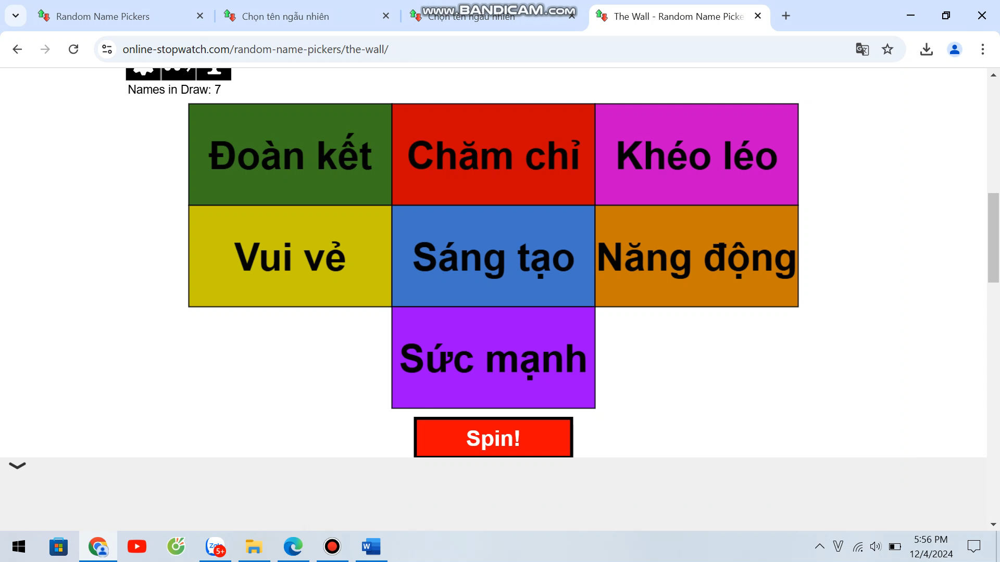 Random Name Pickers
Chọn tên ngẫu nhiên
Chọn tên ngẫu nhiên
The Wall - Random Name Picke
www.BANDICAM.com
online-stopwatch.com/random-name-pickers/the-wall/
Names in Draw: 7
Đoàn kết
Chăm chỉ
Khéo léo
Vui vẻ
Sáng tạo
Năng động
Sức mạnh
Spin!
Zalo
5+
W
V
5:56 PM
12/4/2024